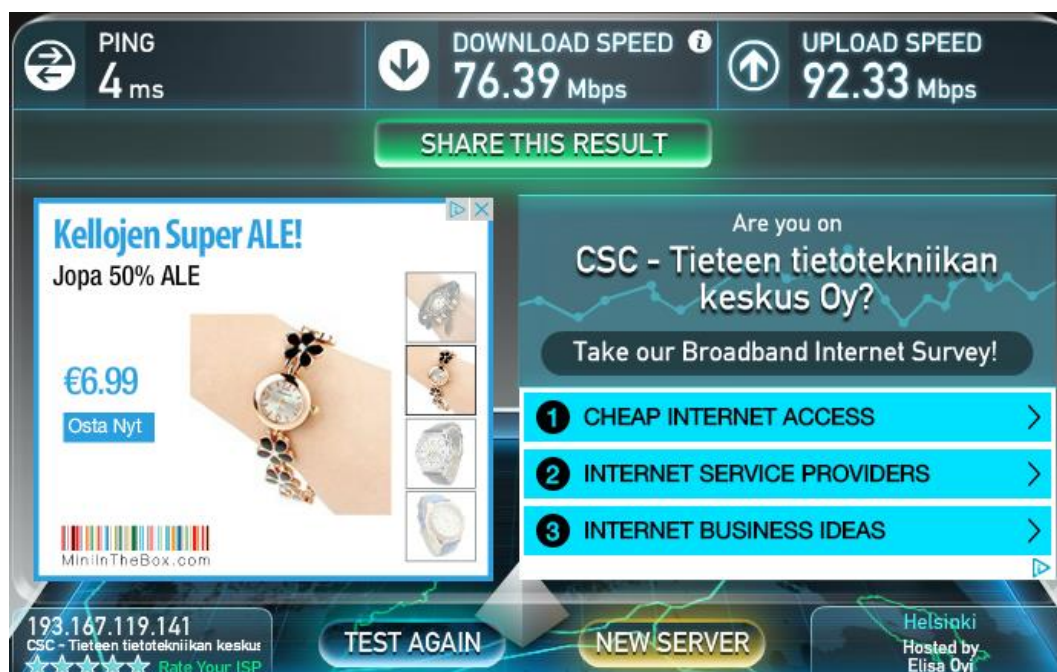 PING
4 ms
DOWNLOAD SPEED
76.39 Mbps
UPLOAD SPEED
92.33 Mbps
SHARE THIS RESULT
Kellojen Super ALE!
Jopa 50% ALE
€6.99
Osta Nyt
MiniInTheBox.com
Are you on
CSC - Tieteen tietotekniikan
keskus Oy?
Take our Broadband Internet Survey!
1 CHEAP INTERNET ACCESS
2 INTERNET SERVICE PROVIDERS
3 INTERNET BUSINESS IDEAS
193.167.119.141
CSC - Tieteen tietotekniikan keskus
Rate Your ISP
TEST AGAIN
NEW SERVER
Helsinki
Hosted by
Elisa Oyj